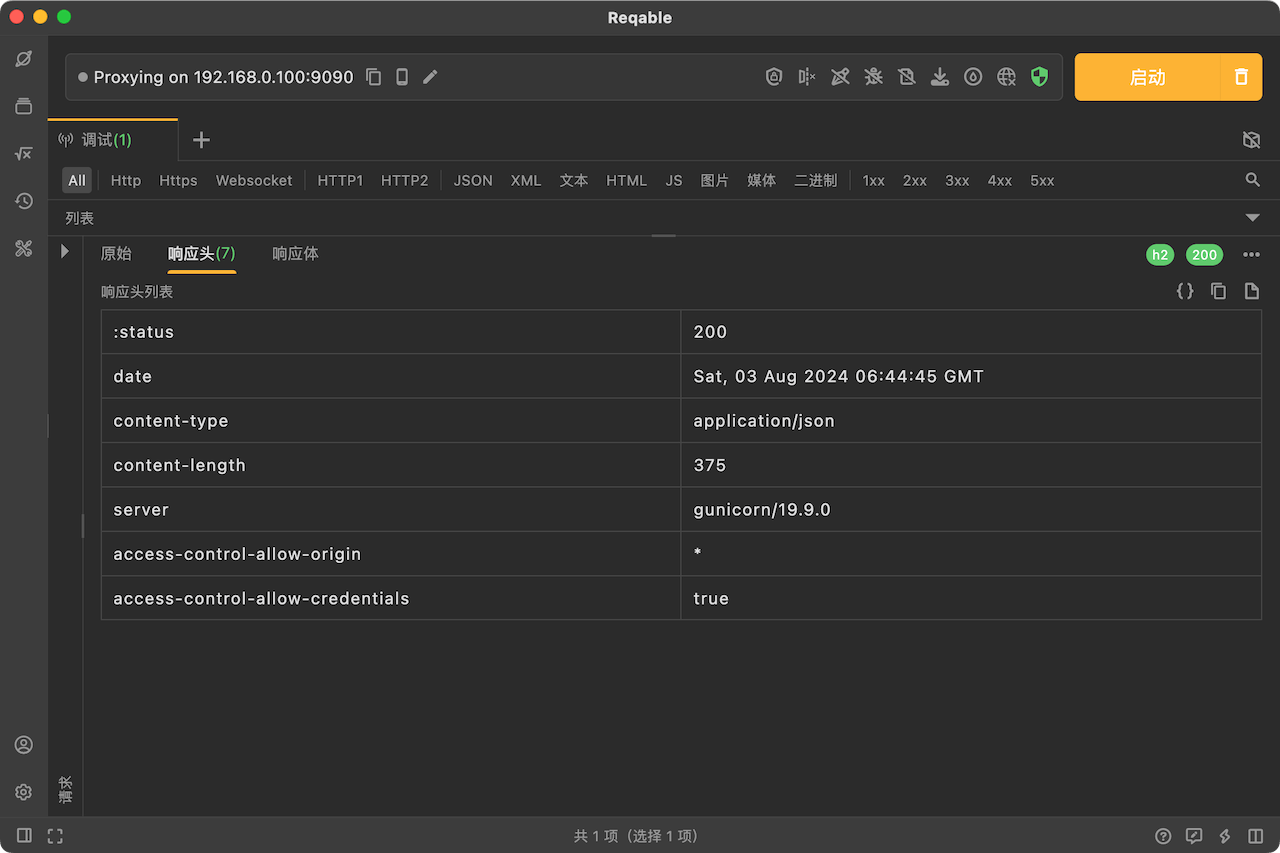 Reqable
Proxying on 192.168.0.100:9090
启动
调试(1)
All Http Https Websocket HTTP1 HTTP2 JSON XML 文本 HTML JS 图片 媒体 二进制 1xx 2xx 3xx 4xx 5xx
列表
原始 响应头(7) 响应体 h2 200
响应头列表
:status 200
date Sat, 03 Aug 2024 06:44:45 GMT
content-type application/json
content-length 375
server gunicorn/19.9.0
access-control-allow-origin *
access-control-allow-credentials true
请求
共 1 项（选择 1 项）